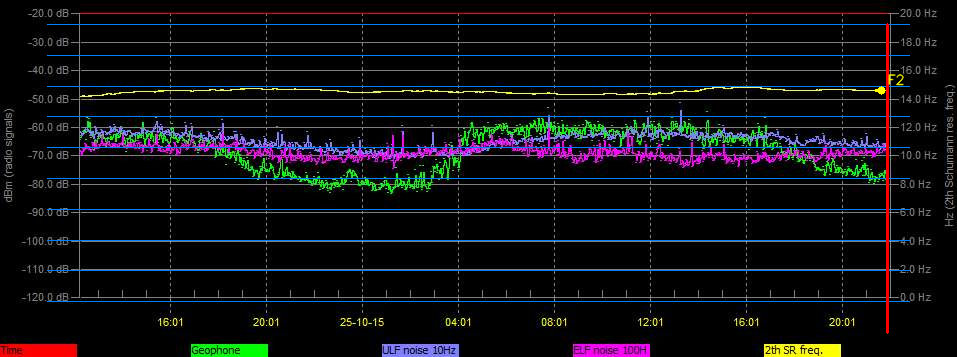 -20.0 dB 20.0 Hz
-30.0 dB 18.0 Hz
-40.0 dB 16.0 Hz
F2
-50.0 dB 14.0 Hz
-60.0 dB 12.0 Hz
-70.0 dB 10.0 Hz
-80.0 dB 8.0 Hz
-90.0 dB 6.0 Hz
-100.0 dB 4.0 Hz
-110.0 dB 2.0 Hz
-120.0 dB 0.0 Hz
dBm (radio signals)
Hz (2th Schumann res. freq.)
16:01 20:01 25-10-15 04:01 08:01 12:01 16:01 20:01
Time Geophone ULF noise 10Hz ELF noise 100H 2th SR freq.